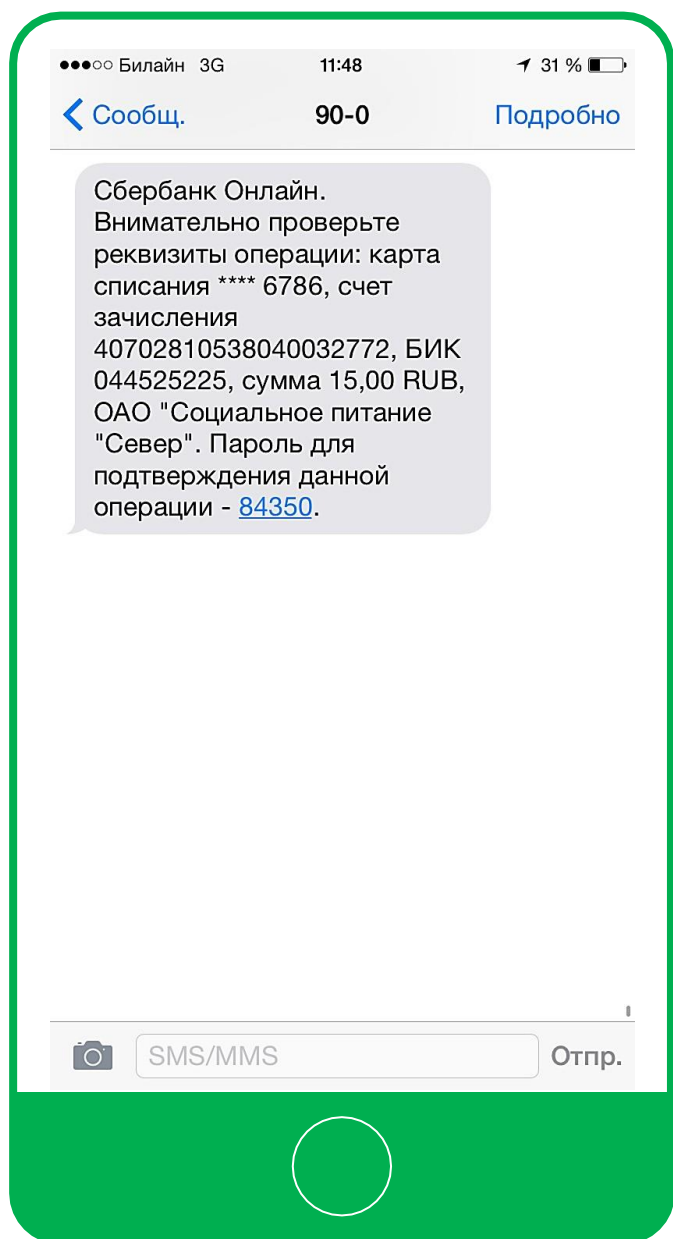 Билайн 3G 11:48 31 %
Сообщ. 90-0 Подробно
Сбербанк Онлайн.
Внимательно проверьте
реквизиты операции: карта
списания **** 6786, счет
зачисления
40702810538040032772, БИК
044525225, сумма 15,00 RUB,
ОАО "Социальное питание
"Север". Пароль для
подтверждения данной
операции - 84350.
SMS/MMS Отпр.